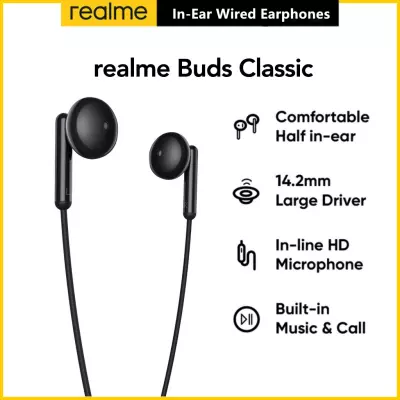 realme
In-Ear Wired Earphones
realme Buds Classic
Comfortable
Half in-ear
14.2mm
Large Driver
In-line HD
Microphone
Built-in
Music & Call